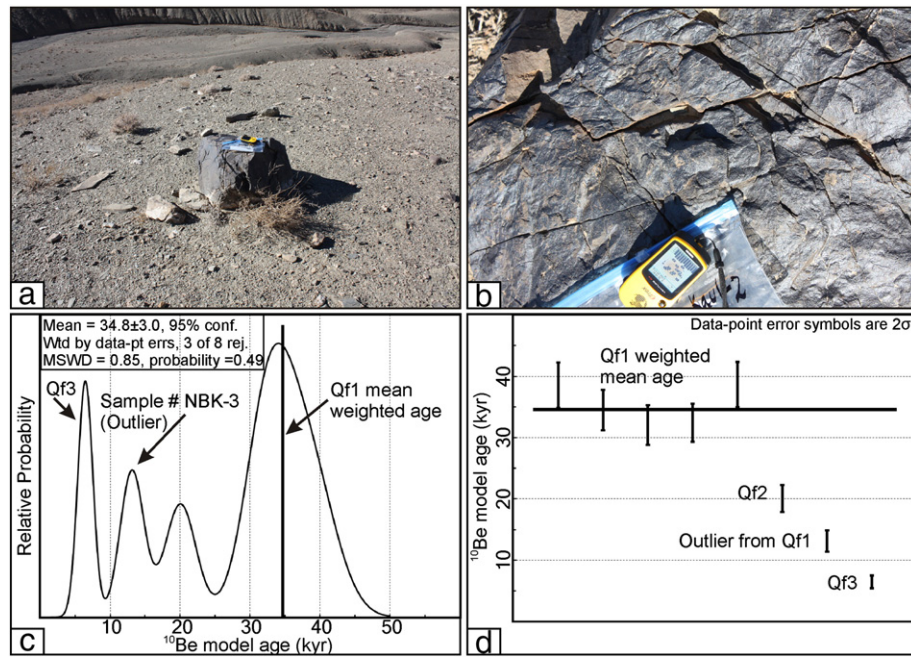 a
b
Mean = 34.8±3.0, 95% conf.
Wtd by data-pt errs, 3 of 8 rej.
MSWD = 0.85, probability =0.49
Qf3
Sample # NBK-3
(Outlier)
Qf1 mean
weighted age
Relative Probability
10 20 30 40 50
¹⁰Be model age (kyr)
c
Data-point error symbols are 2σ
Qf1 weighted
mean age
40
30
20
10
¹⁰Be model age (kyr)
Qf2
Outlier from Qf1
Qf3
d